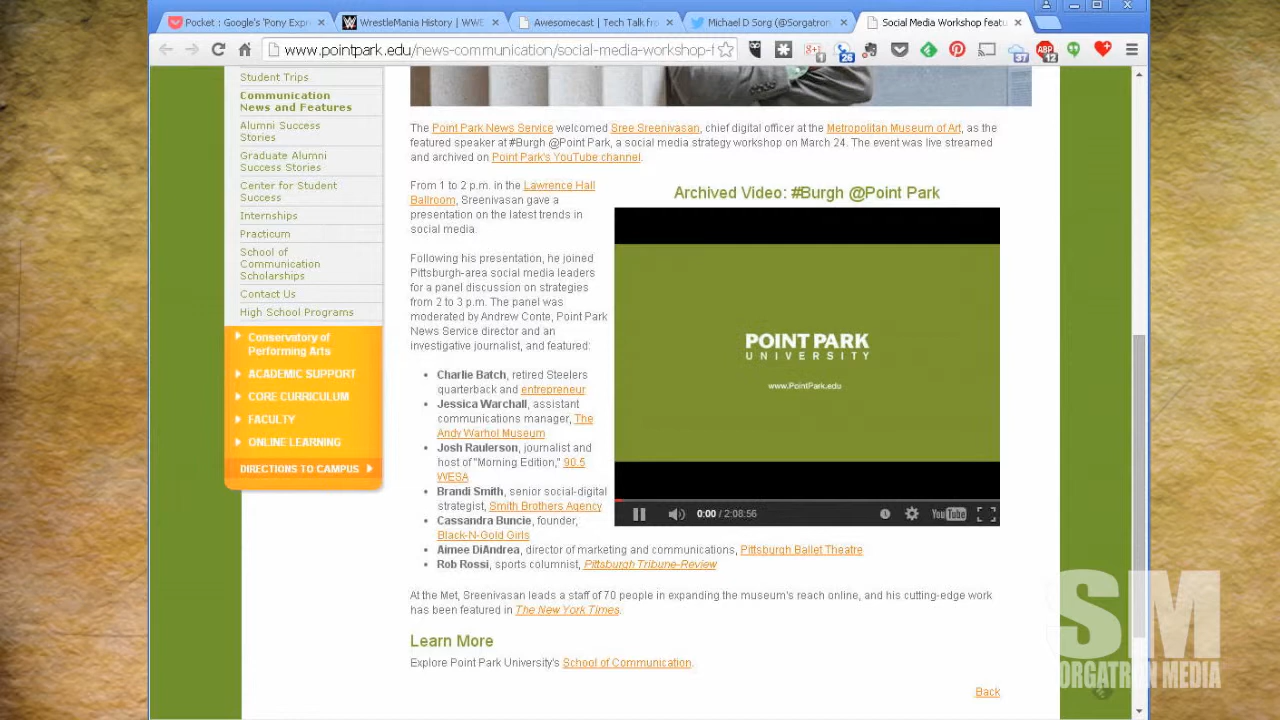 Pocket : Google's 'Pony Expr
WrestleMania History | WWE
Awesomecast | Tech Talk from
Michael D Sorg (@Sorgatron
Social Media Workshop featu
www.pointpark.edu/news-communication/social-media-workshop-f
1
26
37
ABP
12
Student Trips
Communication
News and Features
Alumni Success
Stories
Graduate Alumni
Success Stories
Center for Student
Success
Internships
Practicum
School of
Communication
Scholarships
Contact Us
High School Programs
Conservatory of
Performing Arts
ACADEMIC SUPPORT
CORE CURRICULUM
FACULTY
ONLINE LEARNING
DIRECTIONS TO CAMPUS
The Point Park News Service welcomed Sree Sreenivasan, chief digital officer at the Metropolitan Museum of Art, as the
featured speaker at #Burgh @Point Park, a social media strategy workshop on March 24. The event was live streamed
and archived on Point Park's YouTube channel.
From 1 to 2 p.m. in the Lawrence Hall
Ballroom, Sreenivasan gave a
presentation on the latest trends in
social media.
Following his presentation, he joined
Pittsburgh-area social media leaders
for a panel discussion on strategies
from 2 to 3 p.m. The panel was
moderated by Andrew Conte, Point Park
News Service director and an
investigative journalist, and featured:
Archived Video: #Burgh @Point Park
POINT PARK
UNIVERSITY
www.PointPark.edu
0:00 / 2:08:56
YouTube
• Charlie Batch, retired Steelers
quarterback and entrepreneur
• Jessica Warchall, assistant
communications manager, The
Andy Warhol Museum
• Josh Raulerson, journalist and
host of "Morning Edition," 90.5
WESA
• Brandi Smith, senior social-digital
strategist, Smith Brothers Agency
• Cassandra Buncie, founder,
Black-N-Gold Girls
• Aimee DiAndrea, director of marketing and communications, Pittsburgh Ballet Theatre
• Rob Rossi, sports columnist, Pittsburgh Tribune-Review
At the Met, Sreenivasan leads a staff of 70 people in expanding the museum's reach online, and his cutting-edge work
has been featured in The New York Times.
Learn More
Explore Point Park University's School of Communication.
Back
SM
SORGATRON MEDIA